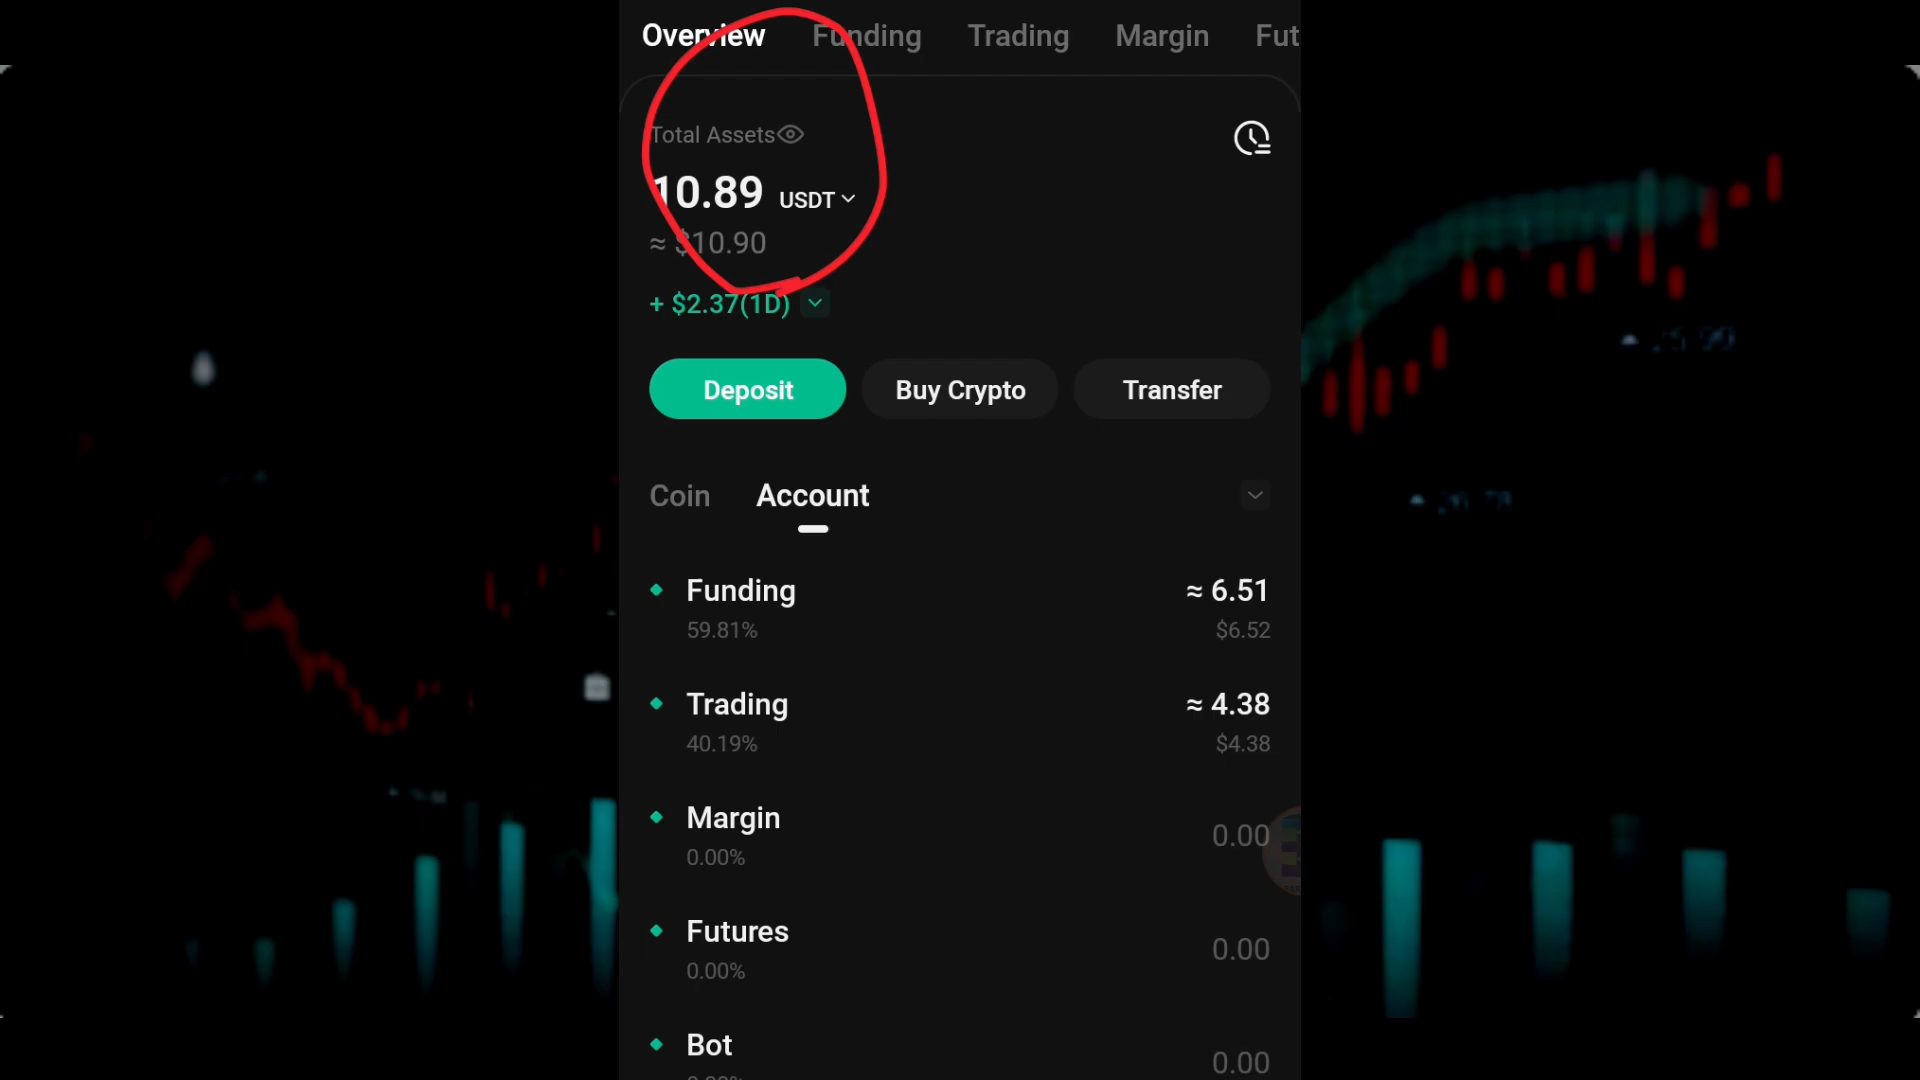 Overview Funding Trading Margin Fut
Total Assets
10.89 USDT
≈ $10.90
+ $2.37(1D)
Deposit Buy Crypto Transfer
Coin Account
Funding ≈ 6.51
59.81% $6.52
Trading ≈ 4.38
40.19% $4.38
Margin 0.00
0.00%
Futures 0.00
0.00%
Bot 0.00